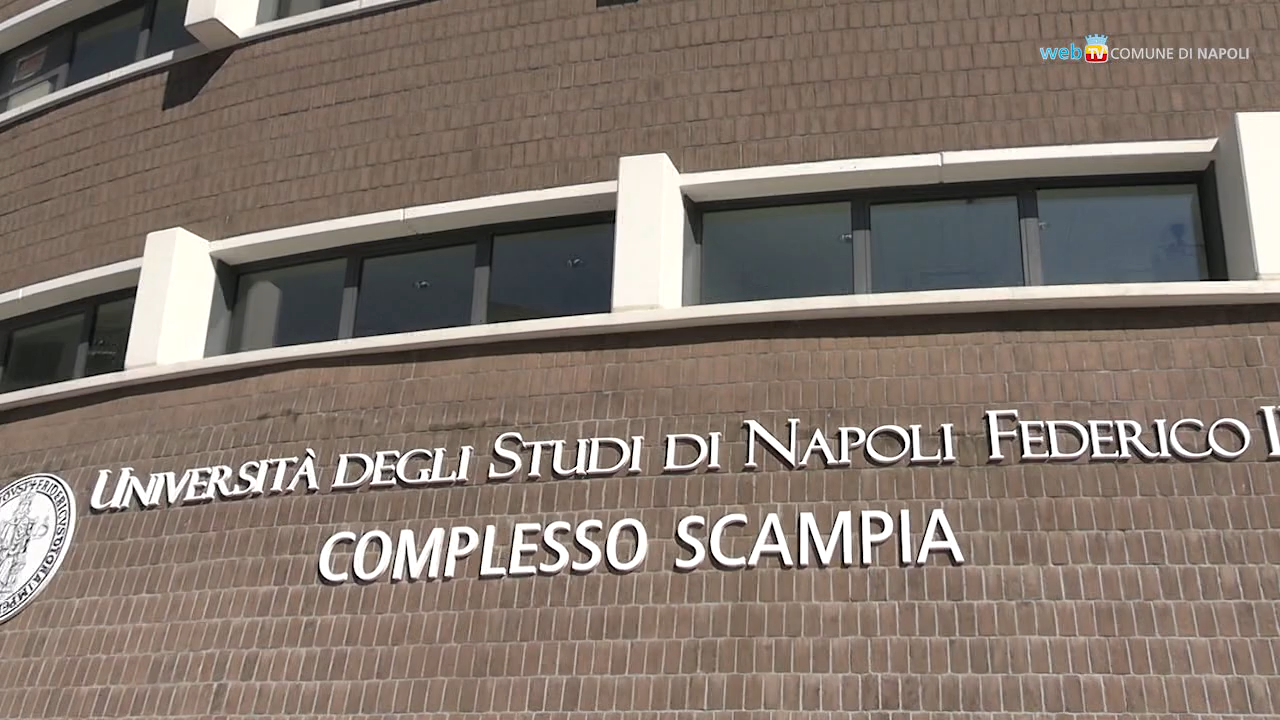 web TV COMUNE DI NAPOLI
UNIVERSITÀ DEGLI STUDI DI NAPOLI FEDERICO I
COMPLESSO SCAMPIA